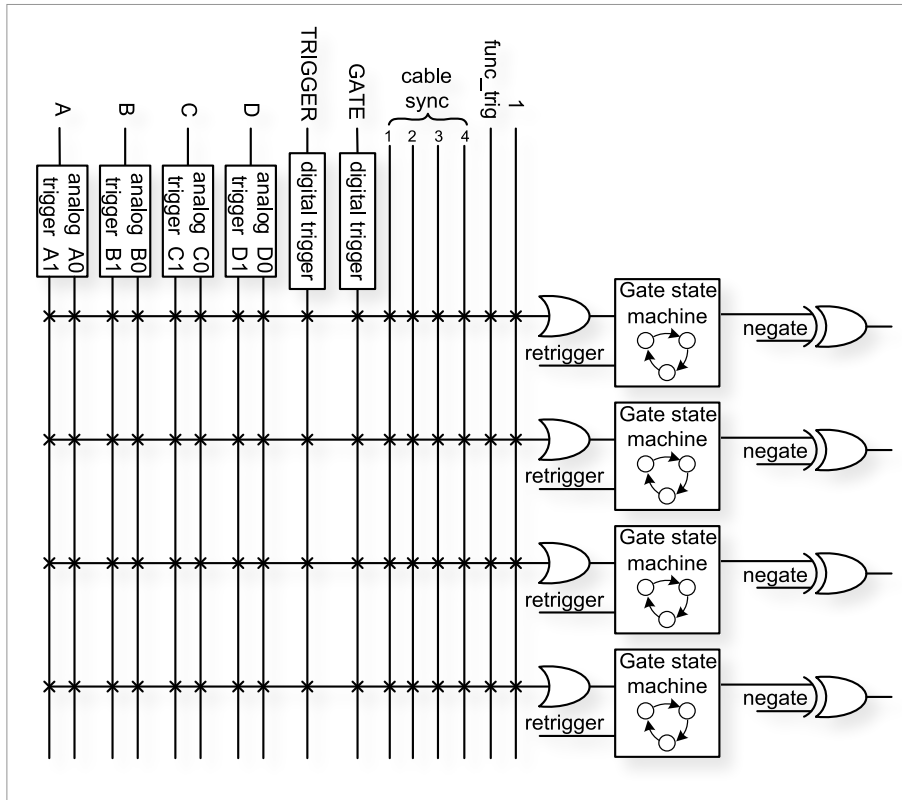 A
B
C
D
TRIGGER
GATE
cable
sync
1
2
3
4
func_trig
1
analog A0
trigger A1
analog B0
trigger B1
analog C0
trigger C1
analog D0
trigger D1
digital trigger
digital trigger
Gate state
machine
retrigger
negate
Gate state
machine
retrigger
negate
Gate state
machine
retrigger
negate
Gate state
machine
retrigger
negate